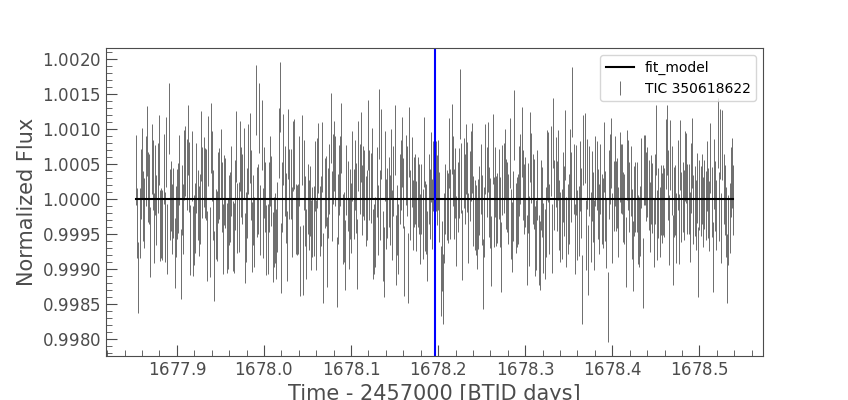 fit_model
TIC 350618622
Normalized Flux
1.0020
1.0015
1.0010
1.0005
1.0000
0.9995
0.9990
0.9985
0.9980
1677.9 1678.0 1678.1 1678.2 1678.3 1678.4 1678.5
Time - 2457000 [BTJD days]